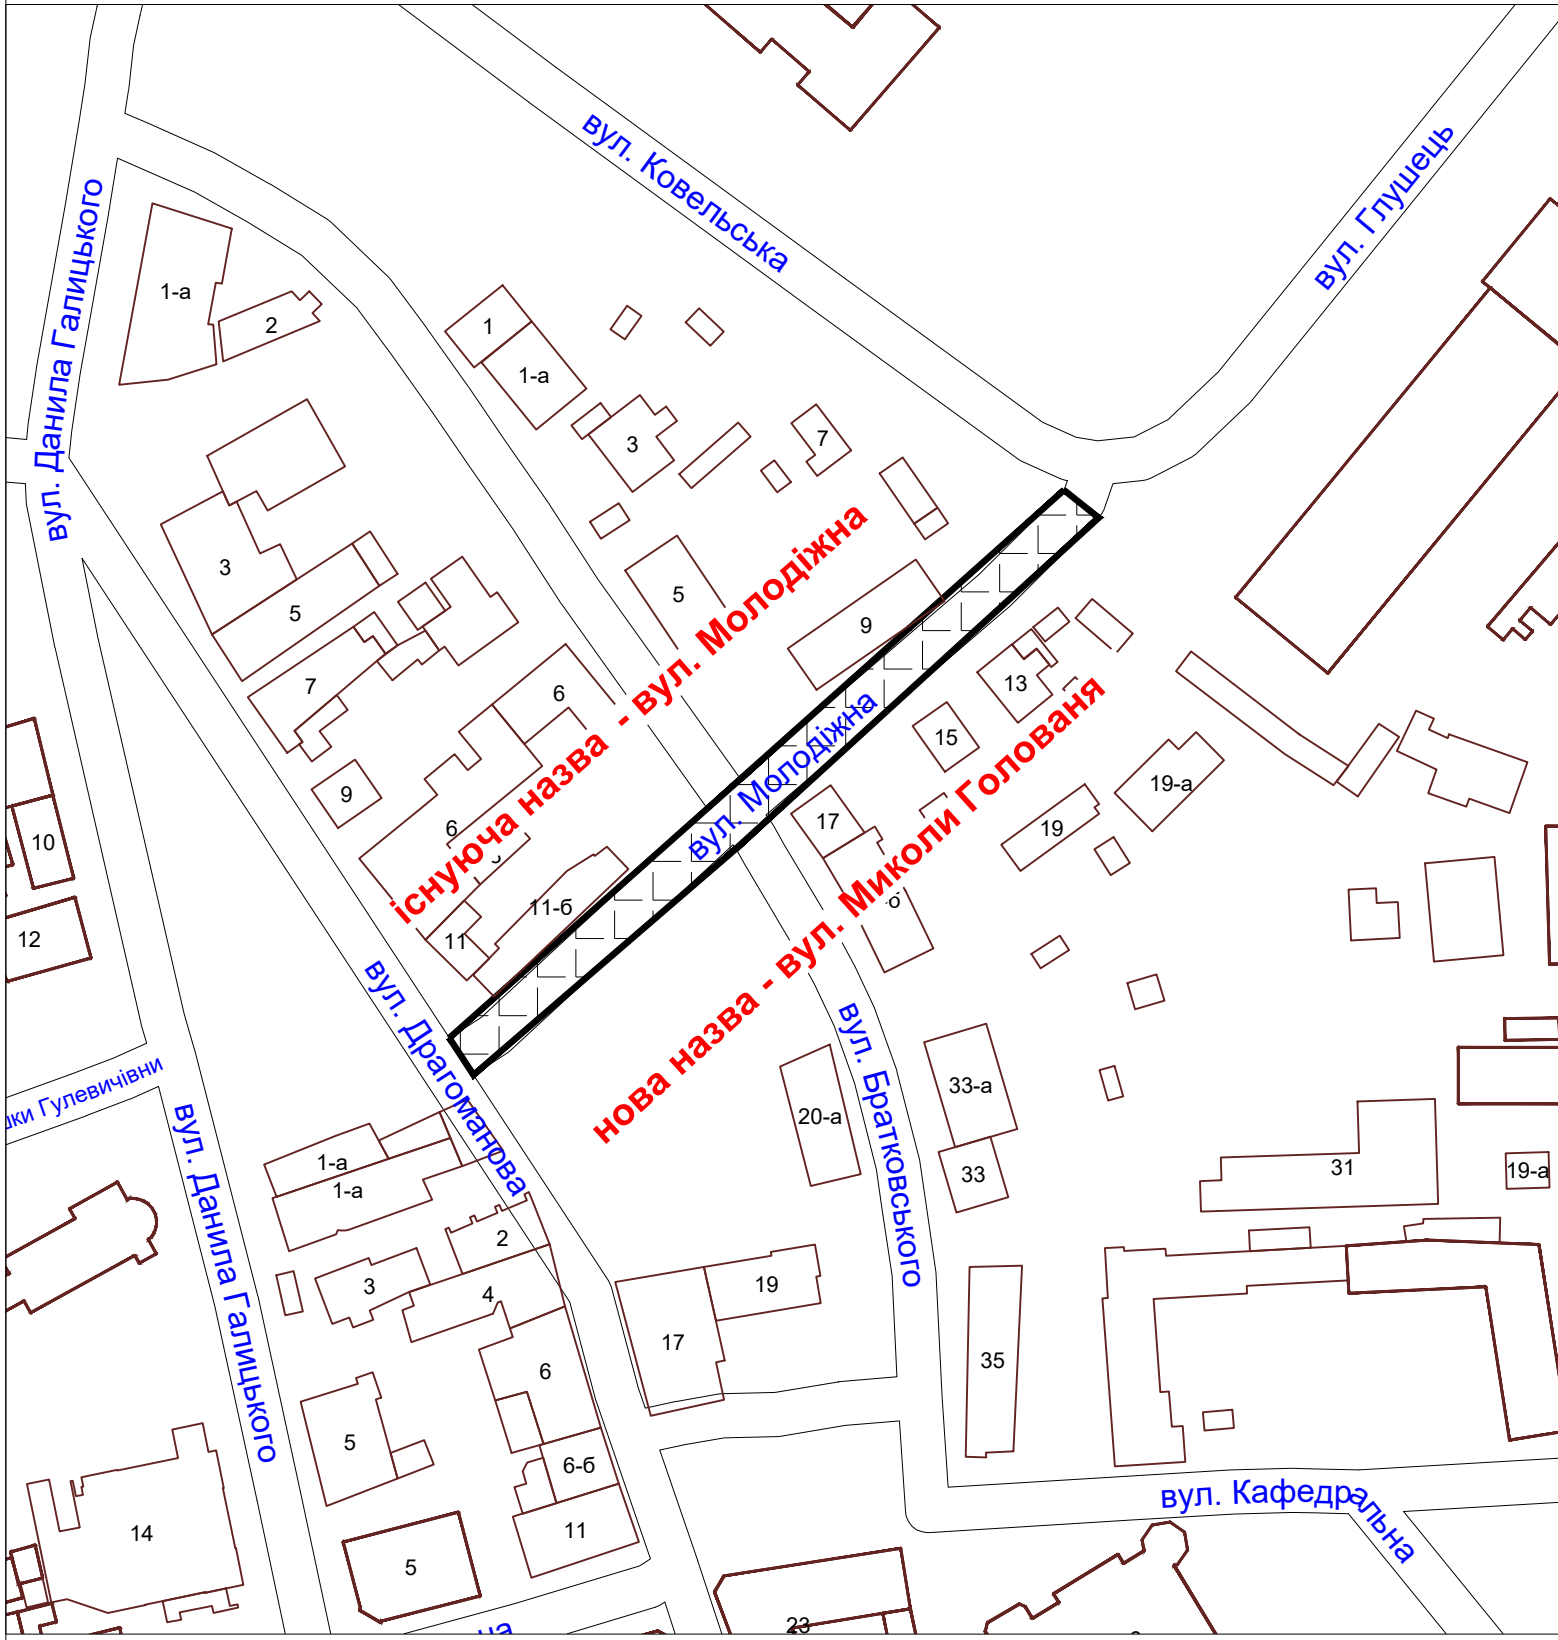 вул. Ковельська
вул. Глушець
вул. Данила Галицького
1-а
2
1
1-а
3
7
3
5
5
7
9
6
6
9
існуюча назва - вул. Молодіжна
вул. Молодіжна
13
15
17
19
19-а
нова назва - вул. Миколи Голованя
10
12
11-б
11
вул. Драгоманова
вул. Братковського
Гулевичівни
вул. Данила Галицького
1-а
1-а
2
3
4
20-а
33-а
33
31
19-а
17
19
35
6
5
6-б
11
14
5
вул. Кафедральна
23